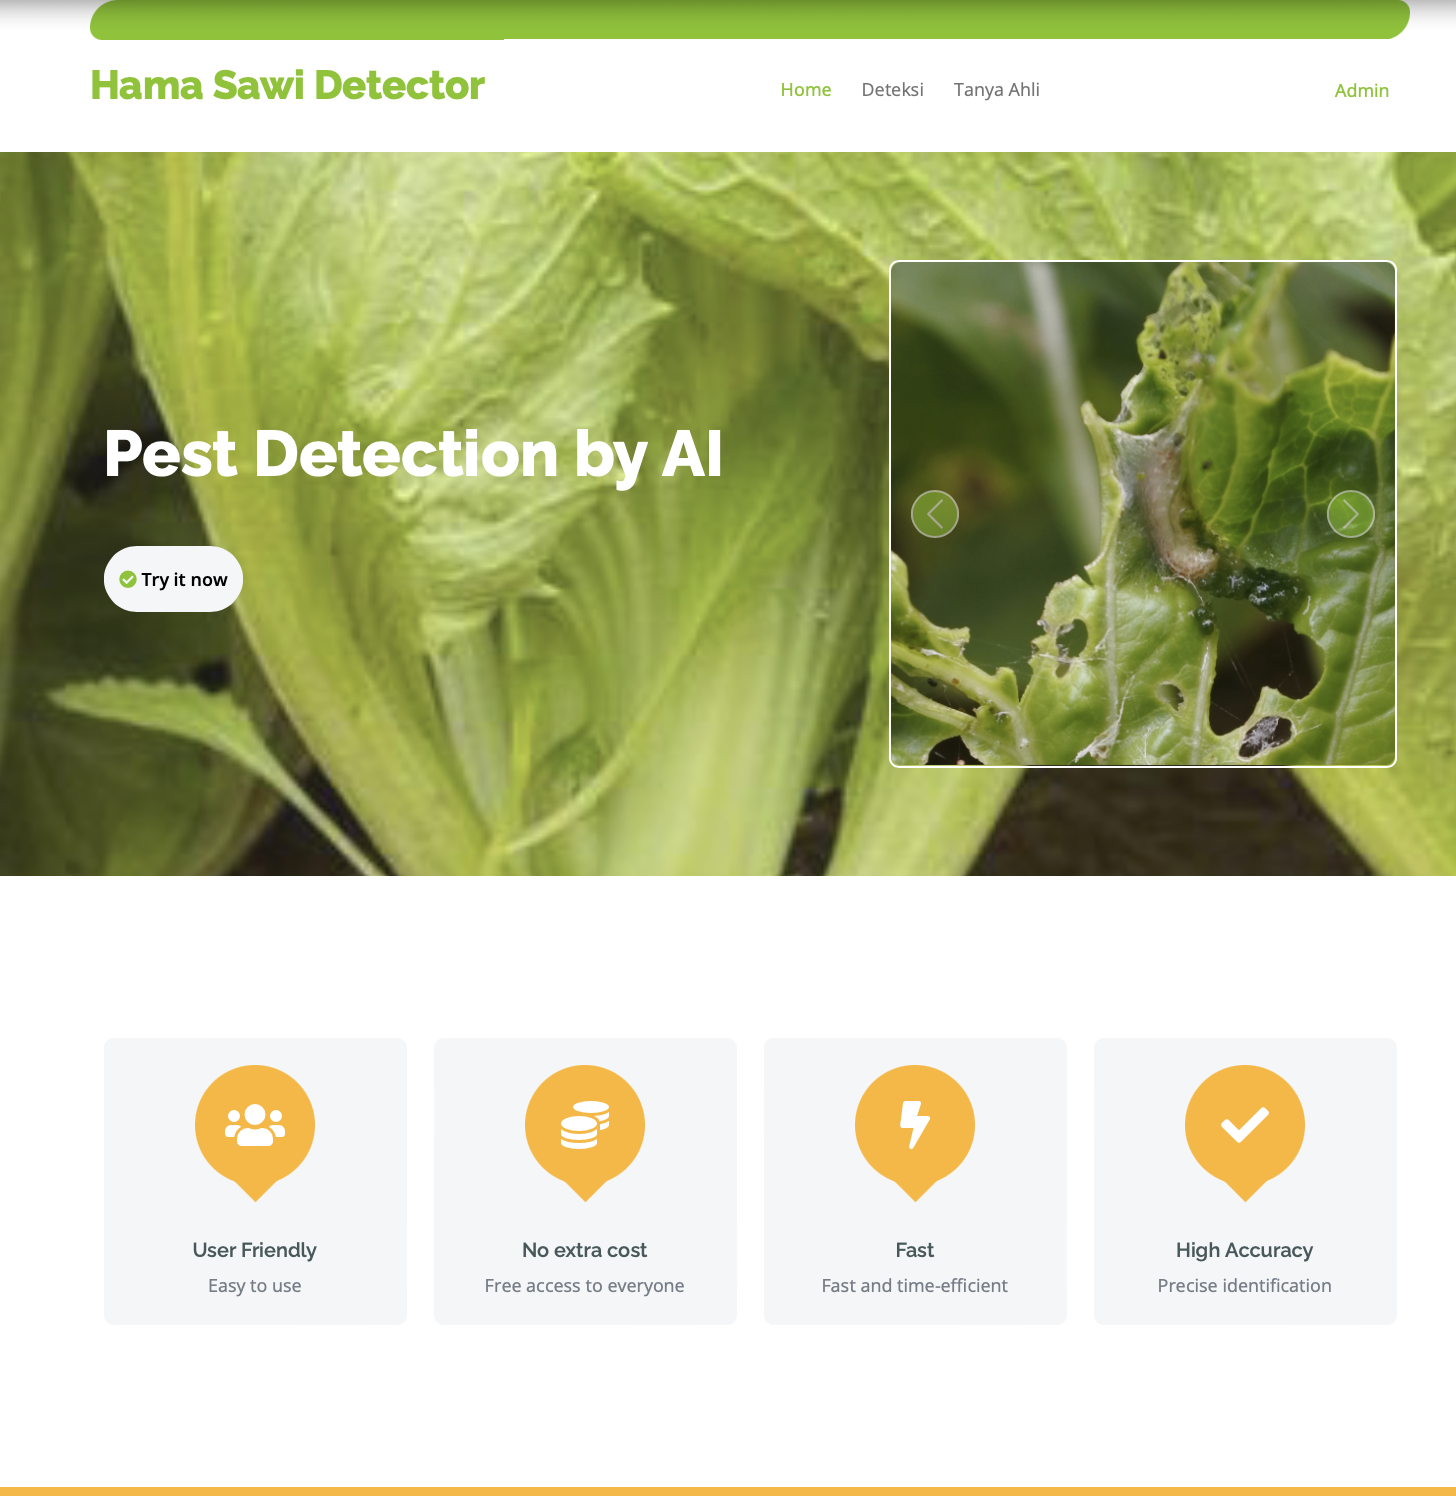 Hama Sawi Detector
Home Deteksi Tanya Ahli Admin
Pest Detection by AI
Try it now
User Friendly
Easy to use
No extra cost
Free access to everyone
Fast
Fast and time-efficient
High Accuracy
Precise identification